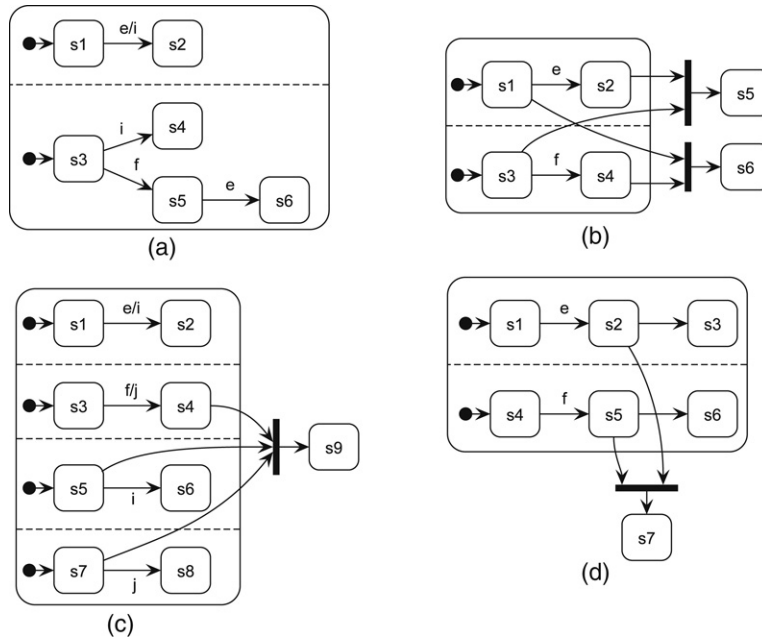 s1 e/i s2
s3 i s4
f s5 e s6
(a)
s1 e s2 s5
s3 f s4 s6
(b)
s1 e/i s2
s3 f/j s4
s9
s5 i s6
s7 j s8
(c)
s1 e s2 s3
s4 f s5 s6
s7
(d)